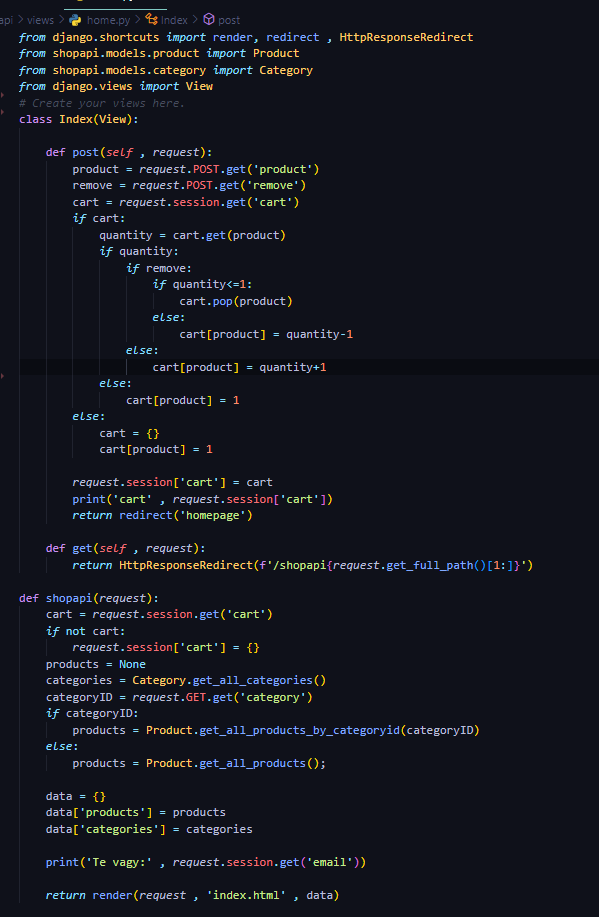 api > views > home.py > Index > post
from django.shortcuts import render, redirect , HttpResponseRedirect
from shopapi.models.product import Product
from shopapi.models.category import Category
from django.views import View
# Create your views here.
class Index(View):
    def post(self , request):
        product = request.POST.get('product')
        remove = request.POST.get('remove')
        cart = request.session.get('cart')
        if cart:
            quantity = cart.get(product)
            if quantity:
                if remove:
                    if quantity<=1:
                        cart.pop(product)
                    else:
                        cart[product] = quantity-1
                else:
                    cart[product] = quantity+1
            else:
                cart[product] = 1
        else:
            cart = {}
            cart[product] = 1
        request.session['cart'] = cart
        print('cart' , request.session['cart'])
        return redirect('homepage')
    def get(self , request):
        return HttpResponseRedirect(f'/shopapi{request.get_full_path()[1:]}')
def shopapi(request):
    cart = request.session.get('cart')
    if not cart:
        request.session['cart'] = {}
    products = None
    categories = Category.get_all_categories()
    categoryID = request.GET.get('category')
    if categoryID:
        products = Product.get_all_products_by_categoryid(categoryID)
    else:
        products = Product.get_all_products();
    data = {}
    data['products'] = products
    data['categories'] = categories
    print('Te vagy:' , request.session.get('email'))
    return render(request , 'index.html' , data)